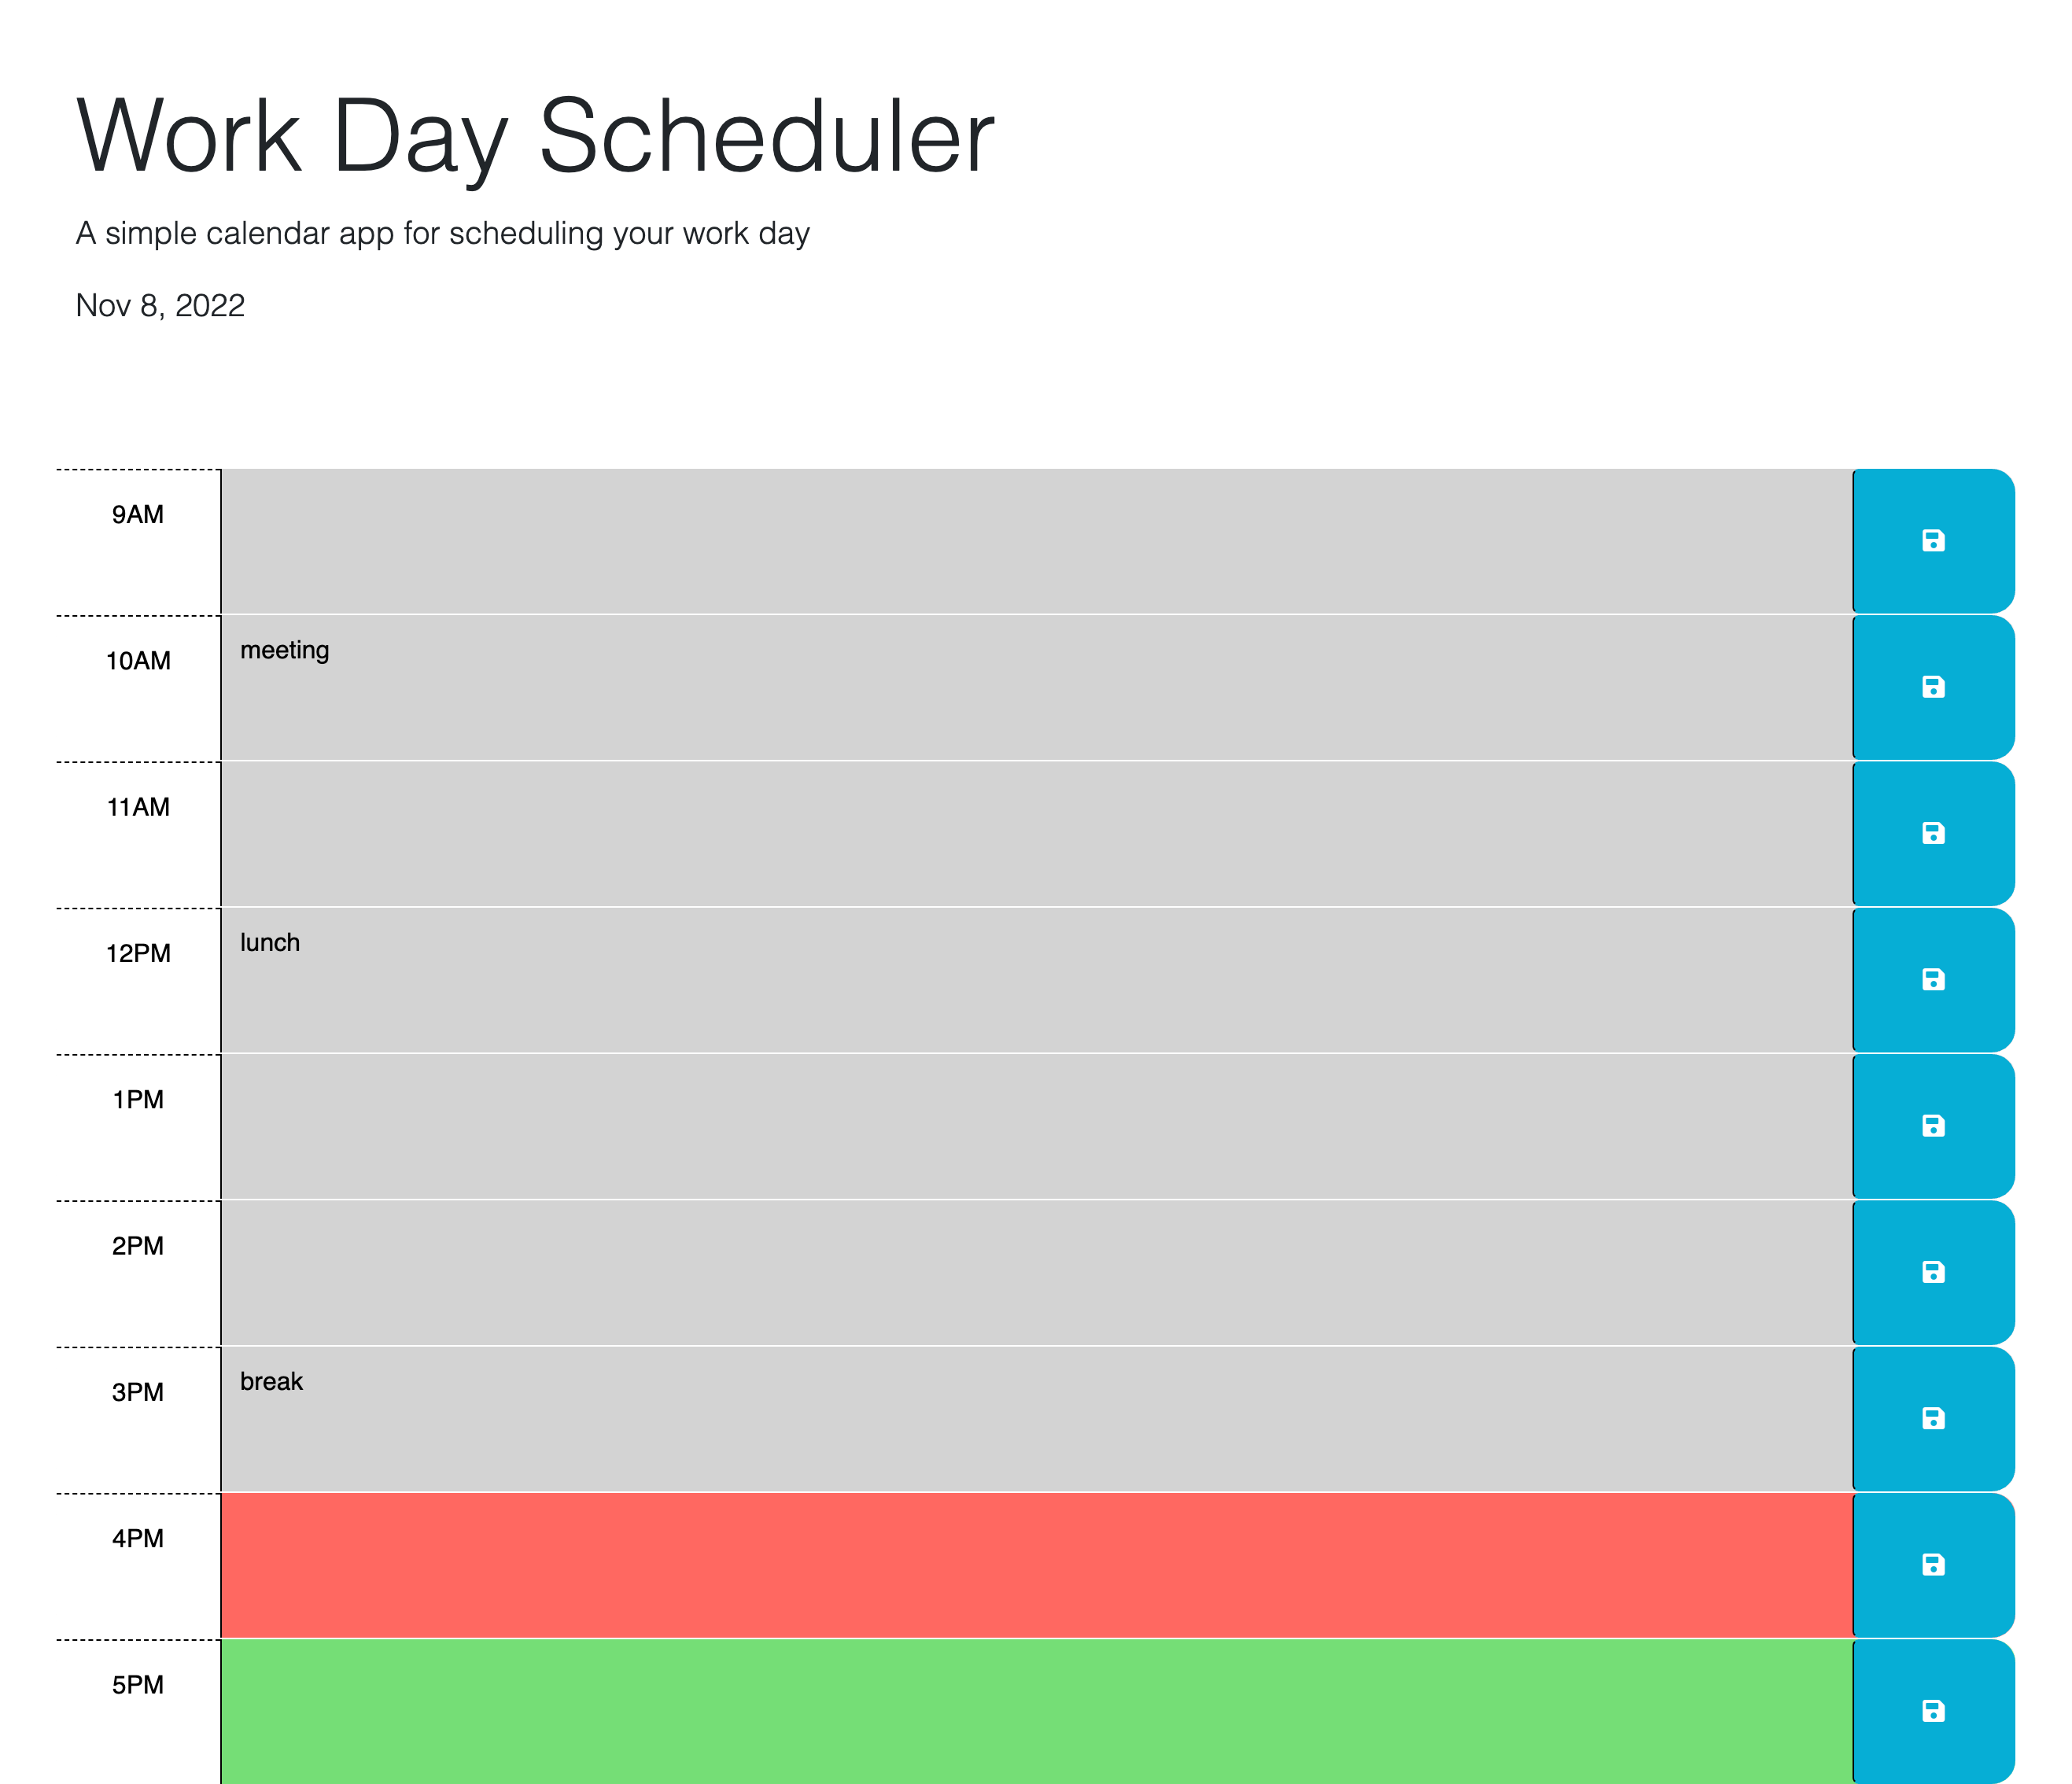 Work Day Scheduler
A simple calendar app for scheduling your work day
Nov 8, 2022
9AM
10AM meeting
11AM
12PM lunch
1PM
2PM
3PM break
4PM
5PM